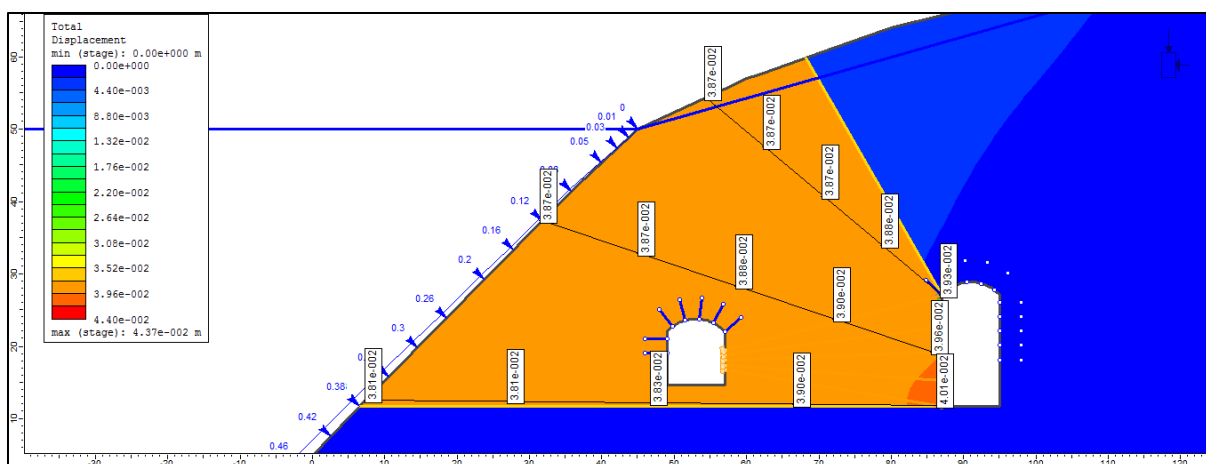 Total
Displacement
min (stage): 0.00e+000 m
0.00e+000
4.40e-003
8.80e-003
1.32e-002
1.76e-002
2.20e-002
2.64e-002
3.08e-002
3.52e-002
3.96e-002
4.40e-002
max (stage): 4.37e-002 m
60
50
40
30
20
10
0
0.01
0.03
0.05
0.12
0.16
0.2
0.26
0.3
0.38
0.42
0.46
3.87e-002
3.87e-002
3.87e-002
3.88e-002
3.93e-002
3.87e-002
3.87e-002
3.88e-002
3.90e-002
3.96e-002
3.81e-002
3.81e-002
3.83e-002
3.90e-002
4.01e-002
-30
-20
-10
0
10
20
30
40
50
60
70
80
90
100
110
120